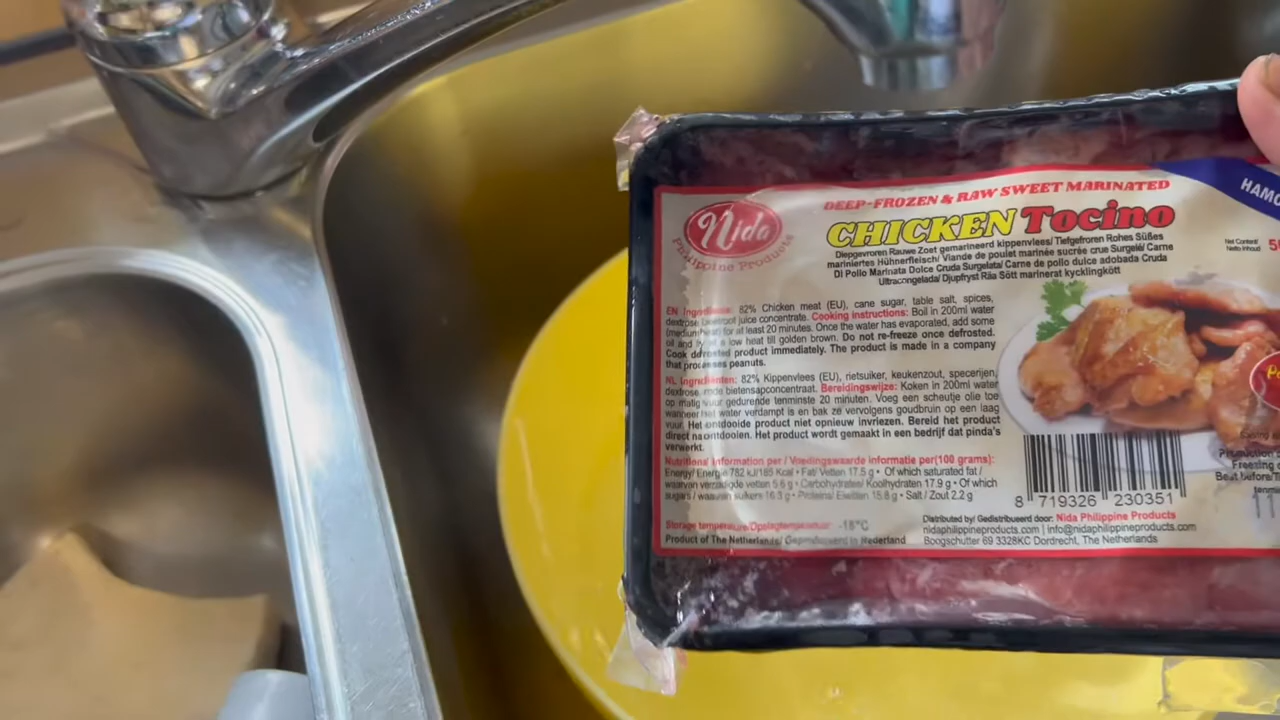 Nida
Philippine Products
DEEP-FROZEN & RAW SWEET MARINATED
CHICKEN Tocino
Diepgevroren Rauwe Zoet gemarineerd kippenvlees/ Tiefgefroren Rohes Süßes
mariniertes Hühnerfleisch/ Viande de poulet marinée sucrée crue Surgelé/ Carne
Di Pollo Marinata Dolce Cruda Surgelata/ Carne de pollo dulce adobada Cruda
Ultracongelada/ Djupfryst Råa Sött marinerat kycklingkött
EN Ingredients: 82% Chicken meat (EU), cane sugar, table salt, spices,
dextrose beetroot juice concentrate. Cooking instructions: Boil in 200ml water
(medium heat) for at least 20 minutes. Once the water has evaporated, add some
oil and fry at a low heat till golden brown. Do not re-freeze once defrosted.
Cook defrosted product immediately. The product is made in a company
that processes peanuts.
NL Ingrediënten: 82% Kippenvlees (EU), rietsuiker, keukenzout, specerijen,
dextrose, rode bietensapconcentraat. Bereidingswijze: Koken in 200ml water
op matig vuur gedurende tenminste 20 minuten. Voeg een scheutje olie toe
wanneer het water verdampt is en bak ze vervolgens goudbruin op een laag
vuur. Het ontdooide product niet opnieuw invriezen. Bereid het product
direct na ontdooien. Het product wordt gemaakt in een bedrijf dat pinda's
verwerkt.
Nutritional information per / Voedingswaarde informatie per(100 grams):
Energy/ Energie 782 kJ/185 Kcal • Fat/ Vetten 17.5 g • Of which saturated fat /
waarvan verzadigde vetten 5.6 g • Carbohydrates/ Koolhydraten 17.9 g • Of which
sugars / waarvan suikers 16.3 g • Proteins/ Eiwitten 15.8 g • Salt / Zout 2.2 g
Storage temperature/Opslagtemperatuur: -18°C
Product of The Netherlands/ Geproduceerd in Nederland
HAMO
Net Content/
Netto Inhoud
8 719326 230351
Distributed by/ Gedistribueerd door: Nida Philippine Products
nidaphilippineproducts.com | info@nidaphilippineproducts.com
Boogschutter 69 3328KC Dordrecht, The Netherlands
Production
Freezing
Best before/T